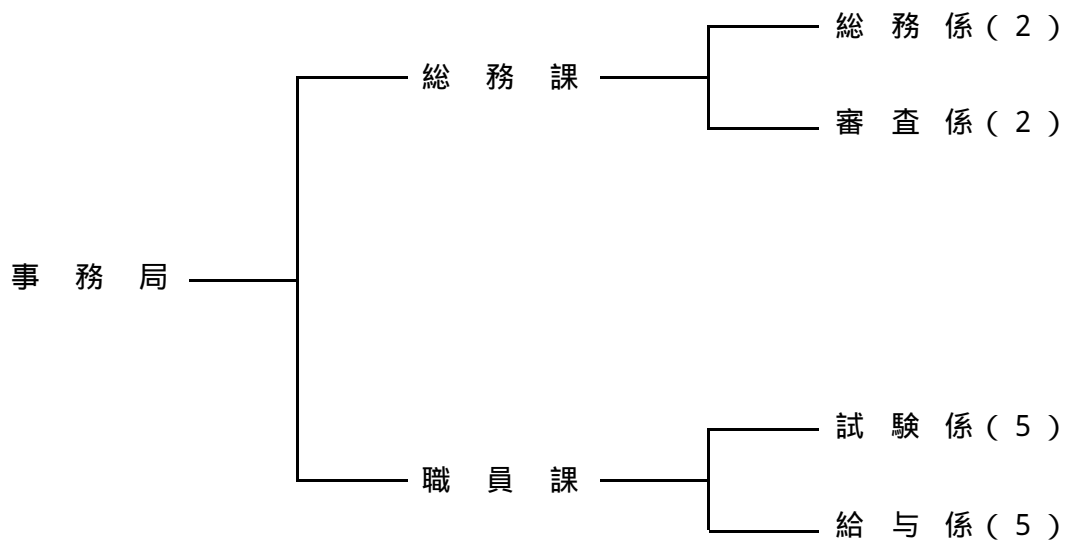 総務係(2)
総務課
審査係(2)
事務局
試験係(5)
職員課
給与係(5)